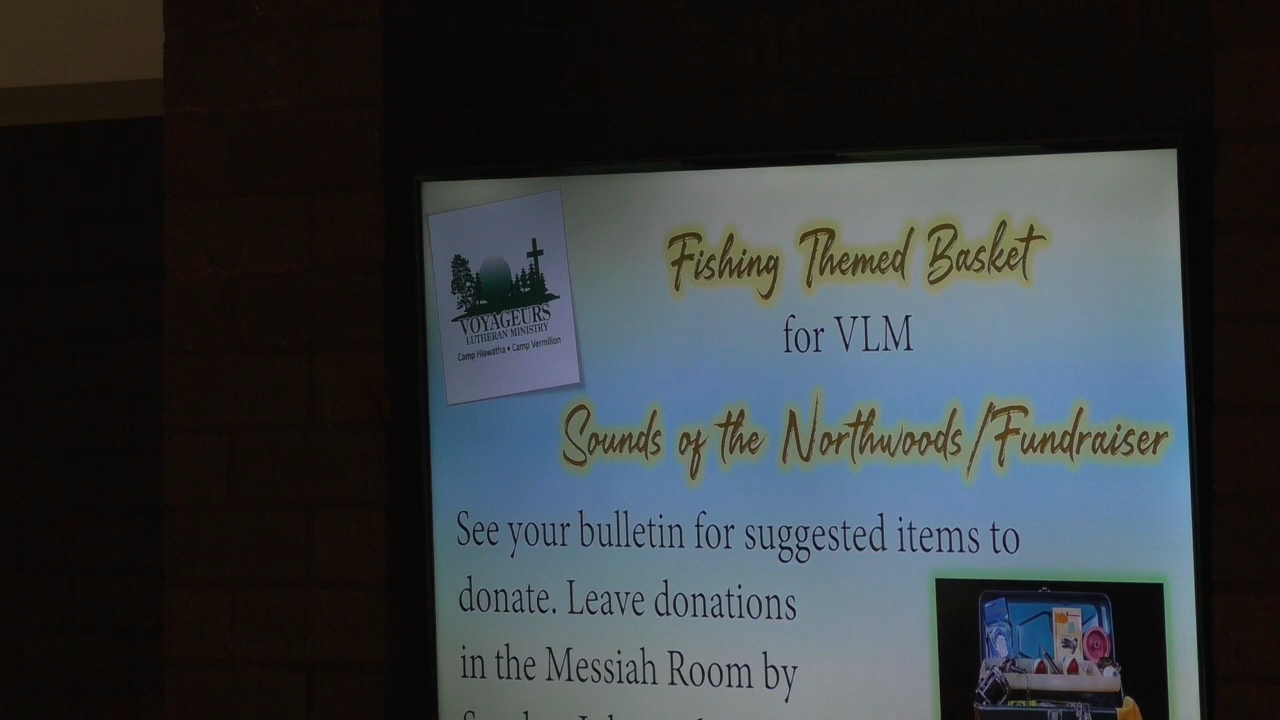 VOYAGEURS
LUTHERAN MINISTRY
Camp Hiawatha • Camp Vermilion
Fishing Themed Basket
for VLM
Sounds of the Northwoods/Fundraiser
See your bulletin for suggested items to
donate. Leave donations
in the Messiah Room by